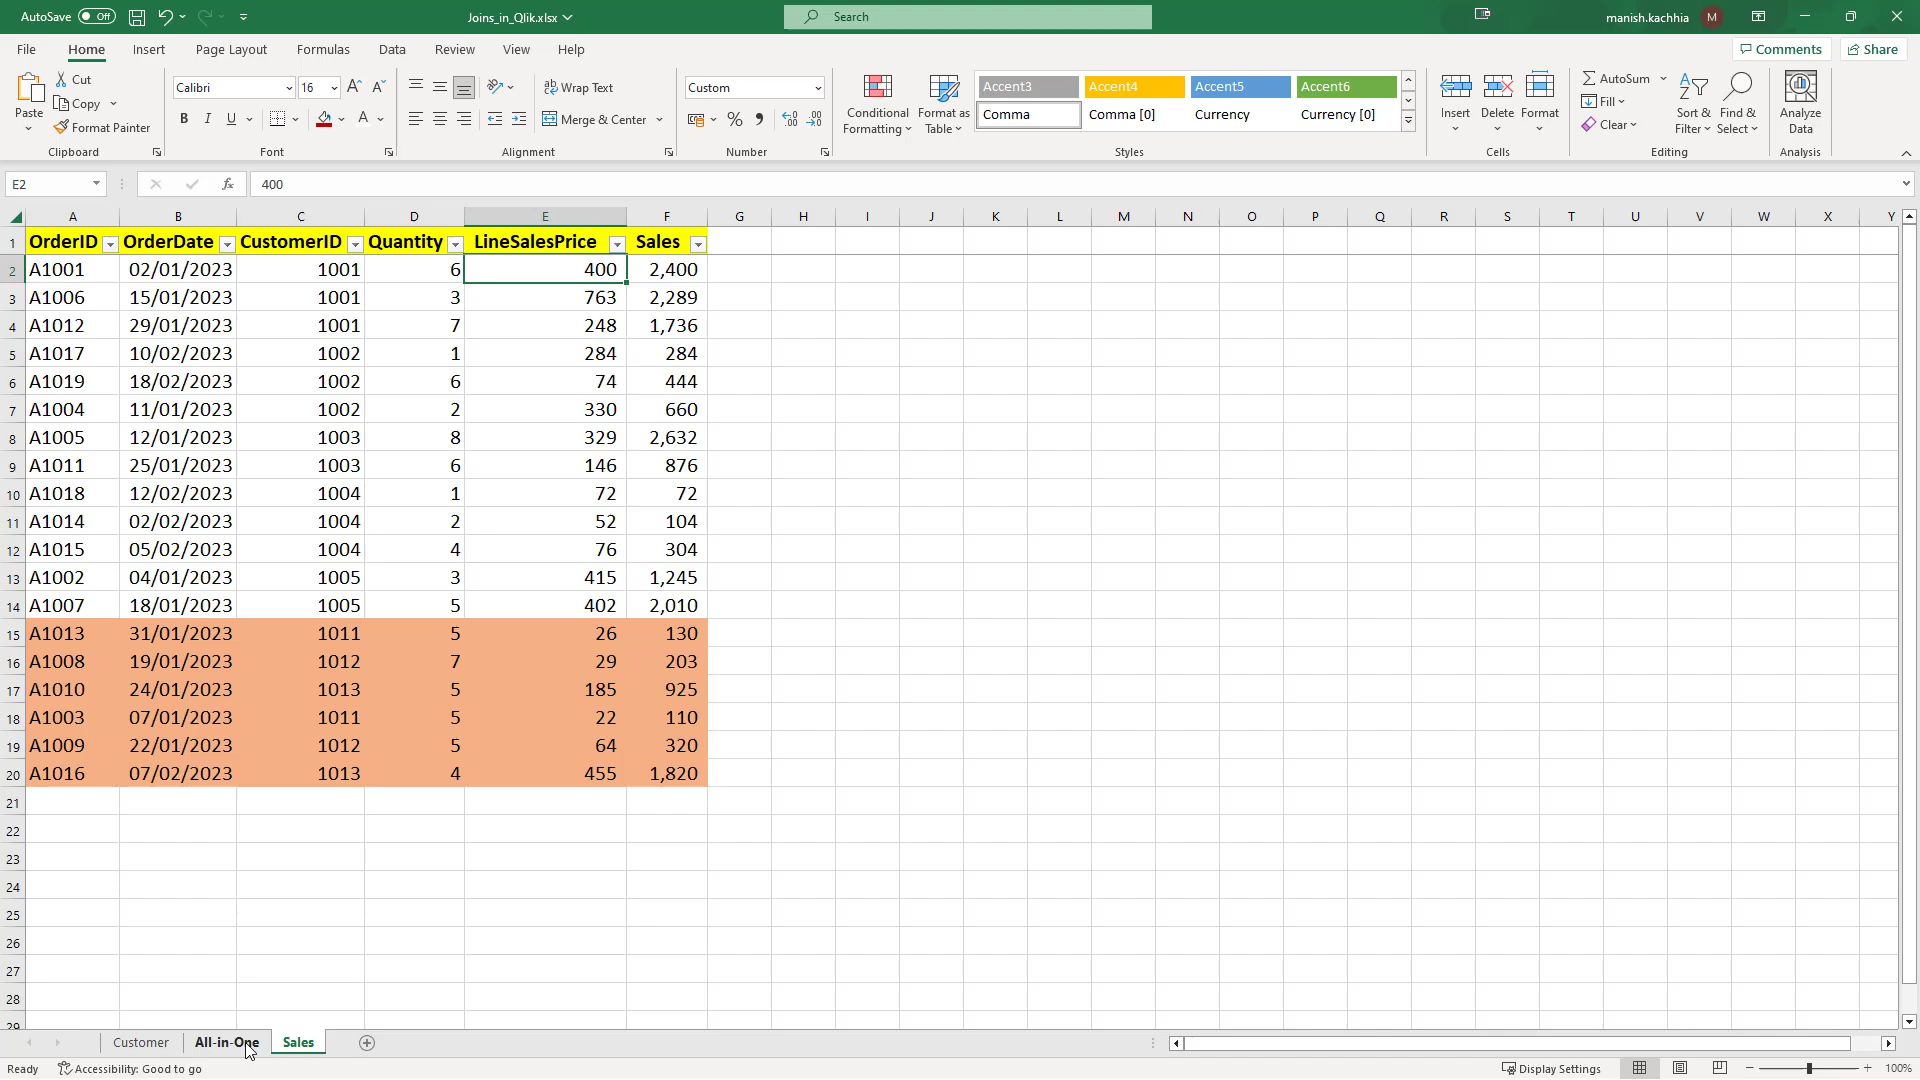 AutoSave Off Joins_in_Qlik.xlsx Search manish.kachhia M
File Home Insert Page Layout Formulas Data Review View Help Comments Share
Paste Cut Copy Format Painter Clipboard
Calibri 16 A A B I U A Font
Wrap Text Merge & Center Alignment
Custom % Number
Conditional Formatting Format as Table
Accent3 Accent4 Accent5 Accent6
Comma Comma [0] Currency Currency [0]
Styles
Insert Delete Format Cells
AutoSum Fill Clear Sort & Filter Find & Select Editing
Analyze Data Analysis
E2 fx 400
A B C D E F G H I J K L M N O P Q R S T U V W X Y
1 OrderID OrderDate CustomerID Quantity LineSalesPrice Sales
2 A1001 02/01/2023 1001 6 400 2,400
3 A1006 15/01/2023 1001 3 763 2,289
4 A1012 29/01/2023 1001 7 248 1,736
5 A1017 10/02/2023 1002 1 284 284
6 A1019 18/02/2023 1002 6 74 444
7 A1004 11/01/2023 1002 2 330 660
8 A1005 12/01/2023 1003 8 329 2,632
9 A1011 25/01/2023 1003 6 146 876
10 A1018 12/02/2023 1004 1 72 72
11 A1014 02/02/2023 1004 2 52 104
12 A1015 05/02/2023 1004 4 76 304
13 A1002 04/01/2023 1005 3 415 1,245
14 A1007 18/01/2023 1005 5 402 2,010
15 A1013 31/01/2023 1011 5 26 130
16 A1008 19/01/2023 1012 7 29 203
17 A1010 24/01/2023 1013 5 185 925
18 A1003 07/01/2023 1011 5 22 110
19 A1009 22/01/2023 1012 5 64 320
20 A1016 07/02/2023 1013 4 455 1,820
21
22
23
24
25
26
27
28
29
Customer All-in-One Sales
Ready Accessibility: Good to go Display Settings 100%